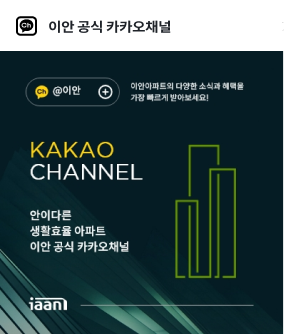 Ch 이안 공식 카카오채널
Ch @이안
이안아파트의 다양한 소식과 혜택을
가장 빠르게 받아보세요!
KAKAO
CHANNEL
안이다른
생활효율 아파트
이안 공식 카카오채널
iaan